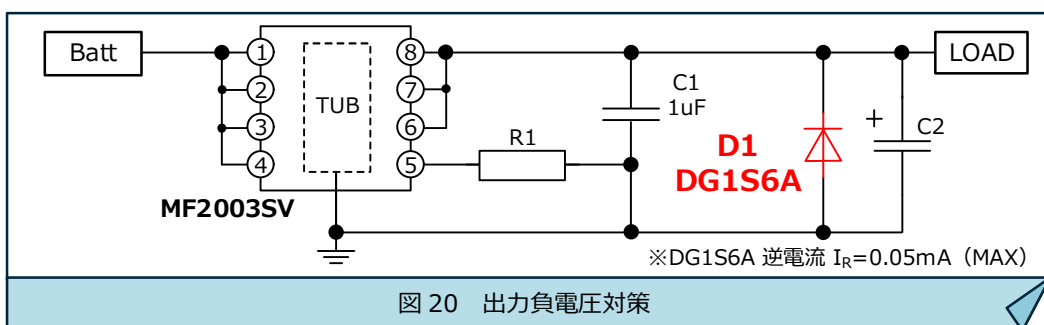 Batt
①
②
③
④
TUB
⑧
⑦
⑥
⑤
MF2003SV
R1
C1
1uF
D1
DG1S6A
+
C2
LOAD
※DG1S6A 逆電流 IR=0.05mA（MAX）
図 20 出力負電圧対策